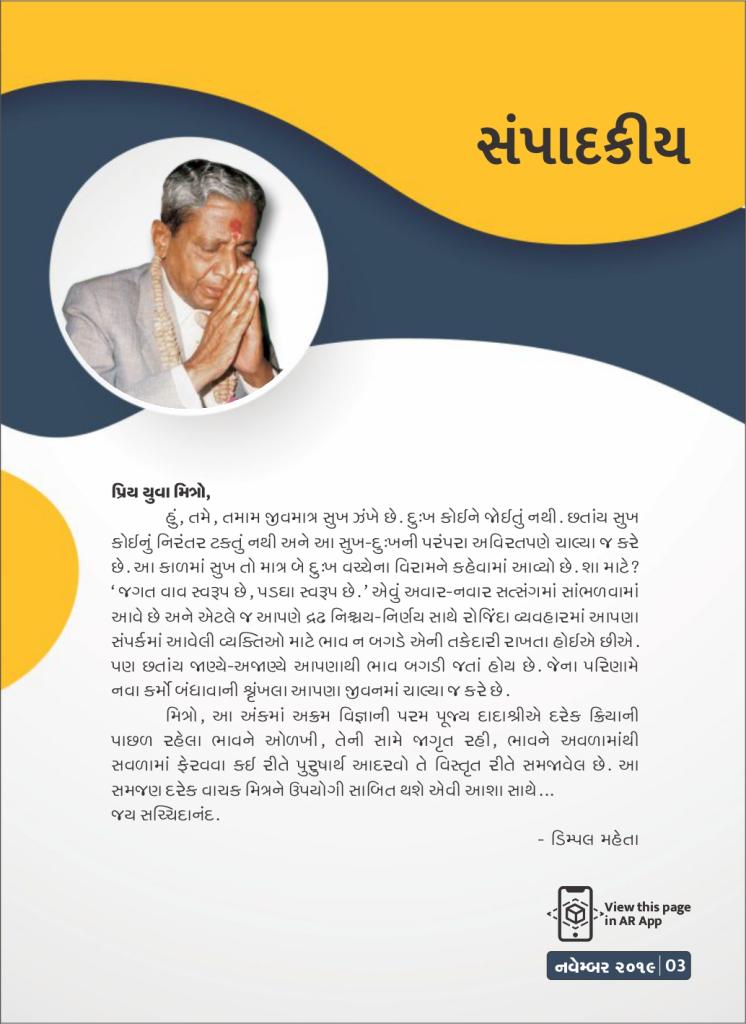 સંપાદકીય
પ્રિય યુવા મિત્રો,
હું, તમે, તમામ જીવમાત્ર સુખ ઝંખે છે. દુઃખ કોઈને જોઈતું નથી. છતાંય સુખ
કોઈનું નિરંતર ટકતું નથી અને આ સુખ-દુઃખની પરંપરા અવિરતપણે ચાલ્યા જ કરે
છે. આ કાળમાં સુખ તો માત્ર બે દુઃખ વચ્ચેના વિરામને કહેવામાં આવ્યો છે. શા માટે?
‘જગત વાવ સ્વરૂપ છે, પડઘા સ્વરૂપ છે.’ એવું અવાર-નવાર સત્સંગમાં સાંભળવામાં
આવે છે અને એટલે જ આપણે દ્રઢ નિશ્ચય-નિર્ણય સાથે રોજિંદા વ્યવહારમાં આપણા
સંપર્કમાં આવેલી વ્યક્તિઓ માટે ભાવ ન બગડે એની તકેદારી રાખતા હોઈએ છીએ.
પણ છતાંય જાણ્યે-અજાણ્યે આપણાથી ભાવ બગડી જતાં હોય છે. જેના પરિણામે
નવા કર્મો બંધાવાની શૃંખલા આપણા જીવનમાં ચાલ્યા જ કરે છે.
મિત્રો, આ અંકમાં અક્રમ વિજ્ઞાની પરમ પૂજ્ય દાદાશ્રીએ દરેક ક્રિયાની
પાછળ રહેલા ભાવને ઓળખી, તેની સામે જાગૃત રહી, ભાવને અવળામાંથી
સવળામાં ફેરવવા કઈ રીતે પુરુષાર્થ આદરવો તે વિસ્તૃત રીતે સમજાવેલ છે. આ
સમજણ દરેક વાચક મિત્રને ઉપયોગી સાબિત થશે એવી આશા સાથે...
જય સચ્ચિદાનંદ.
- ડિમ્પલ મહેતા
View this page
in AR App
નવેમ્બર ૨૦૧૯ | 03